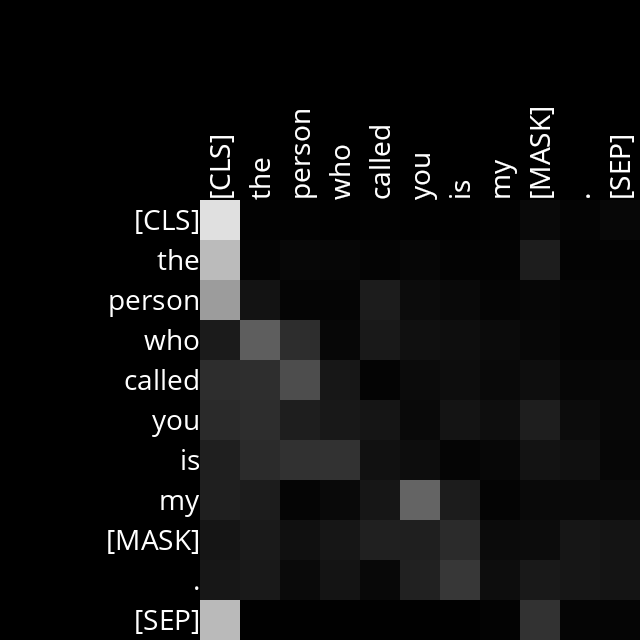 [CLS] the person who called you is my [MASK] . [SEP]
[CLS]
the
person
who
called
you
is
my
[MASK]
.
[SEP]